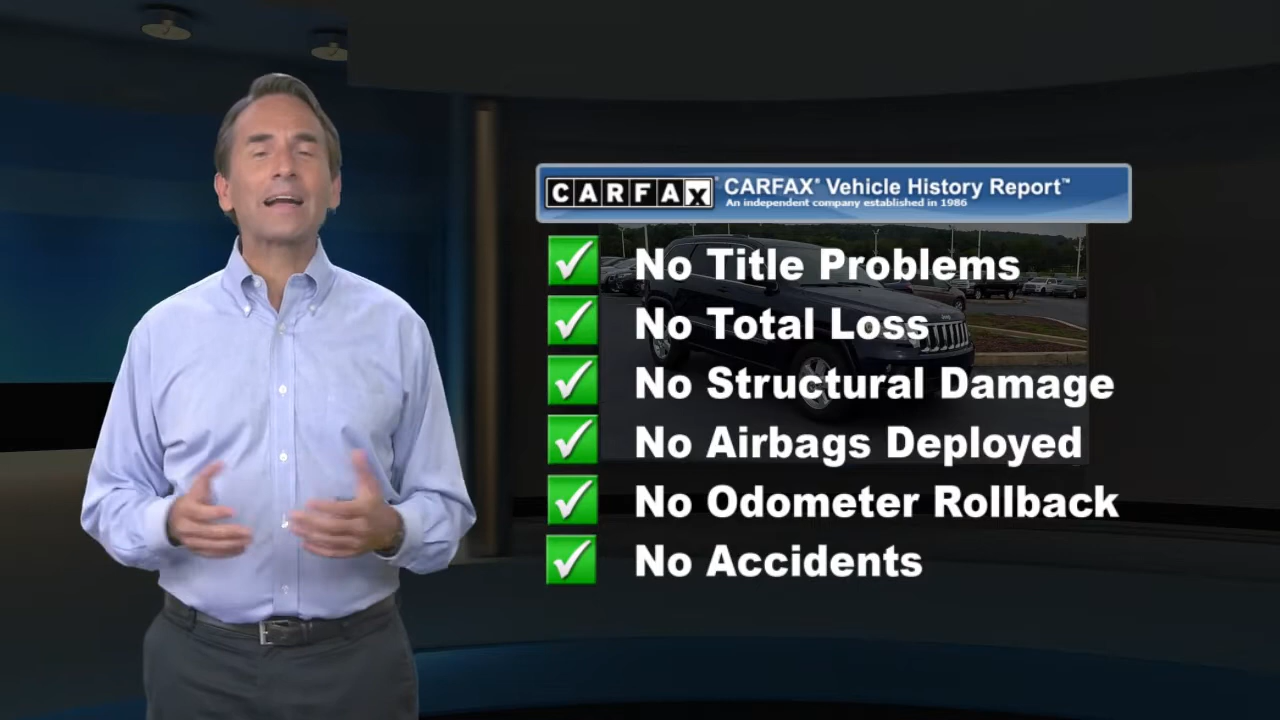 CARFAX® CARFAX® Vehicle History Report™
An independent company established in 1986
No Title Problems
No Total Loss
No Structural Damage
No Airbags Deployed
No Odometer Rollback
No Accidents